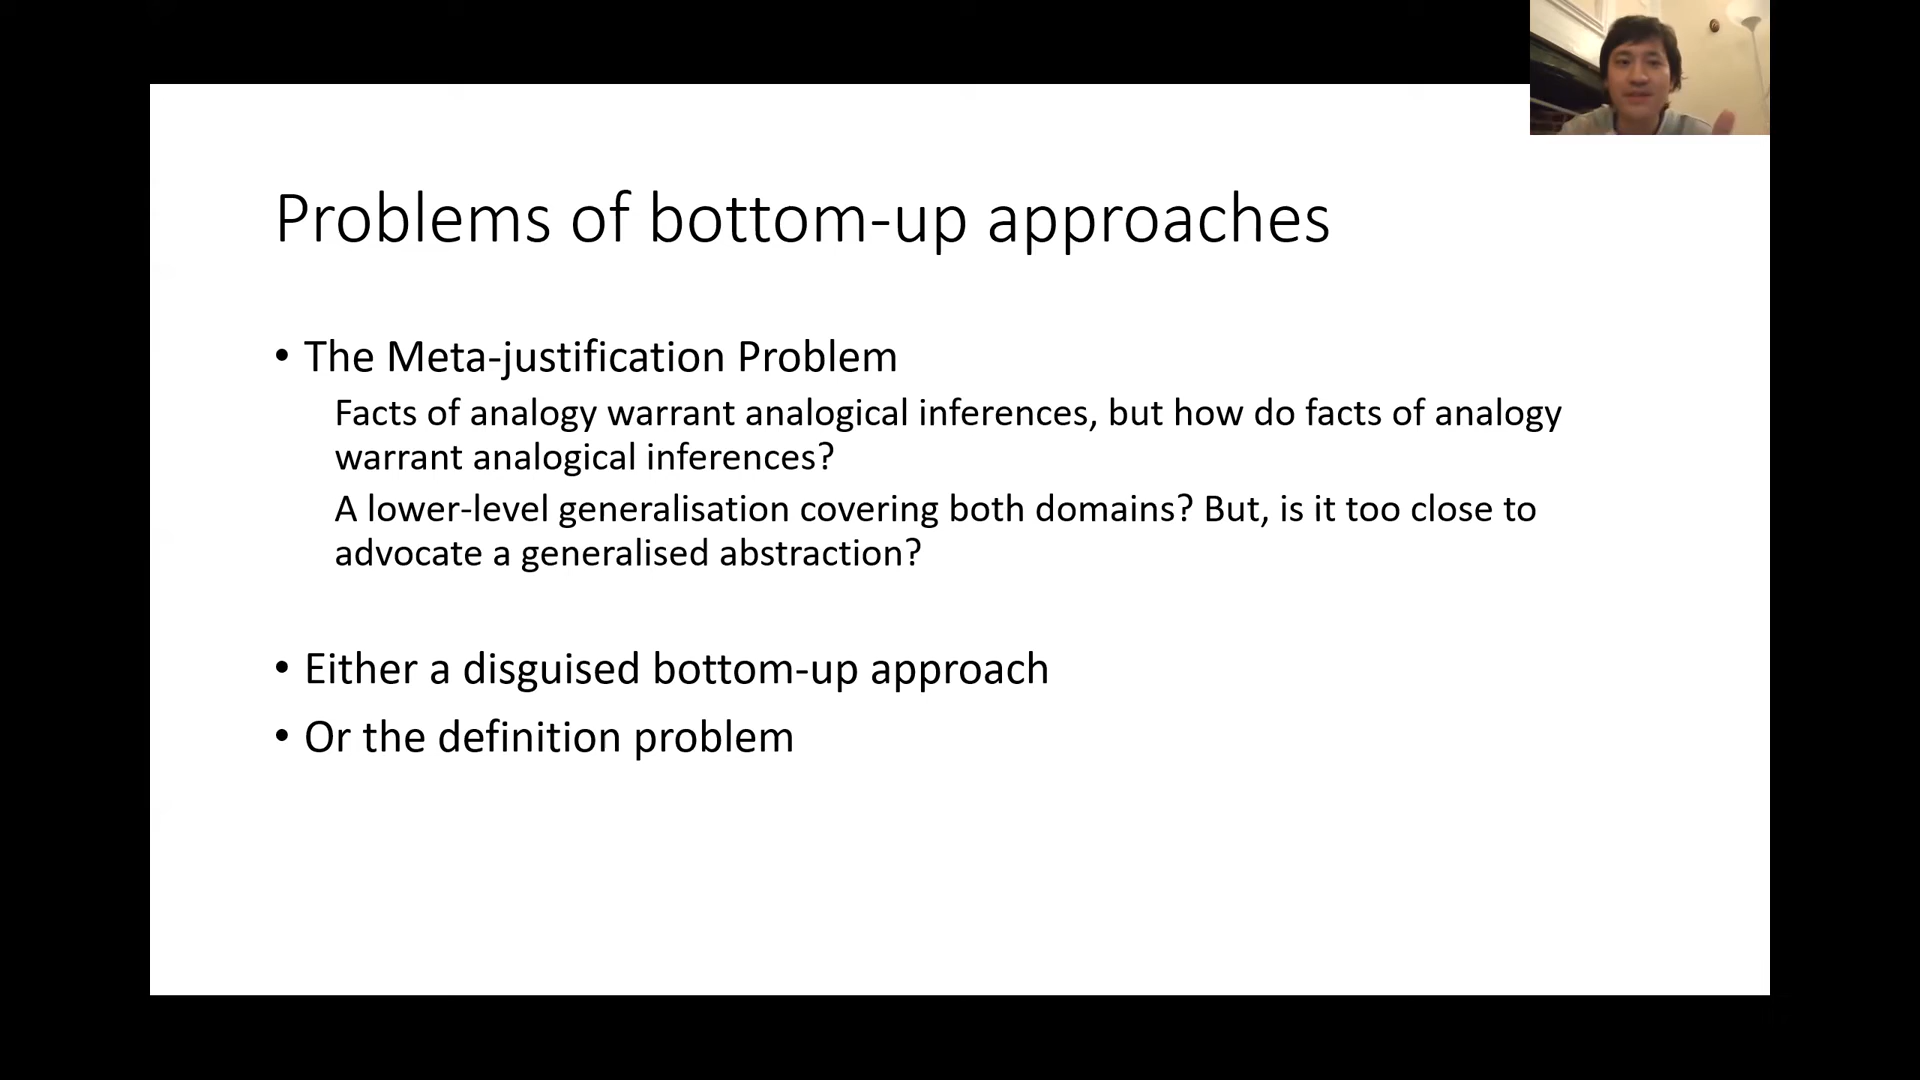 Problems of bottom-up approaches
• The Meta-justification Problem
Facts of analogy warrant analogical inferences, but how do facts of analogy
warrant analogical inferences?
A lower-level generalisation covering both domains? But, is it too close to
advocate a generalised abstraction?
• Either a disguised bottom-up approach
• Or the definition problem